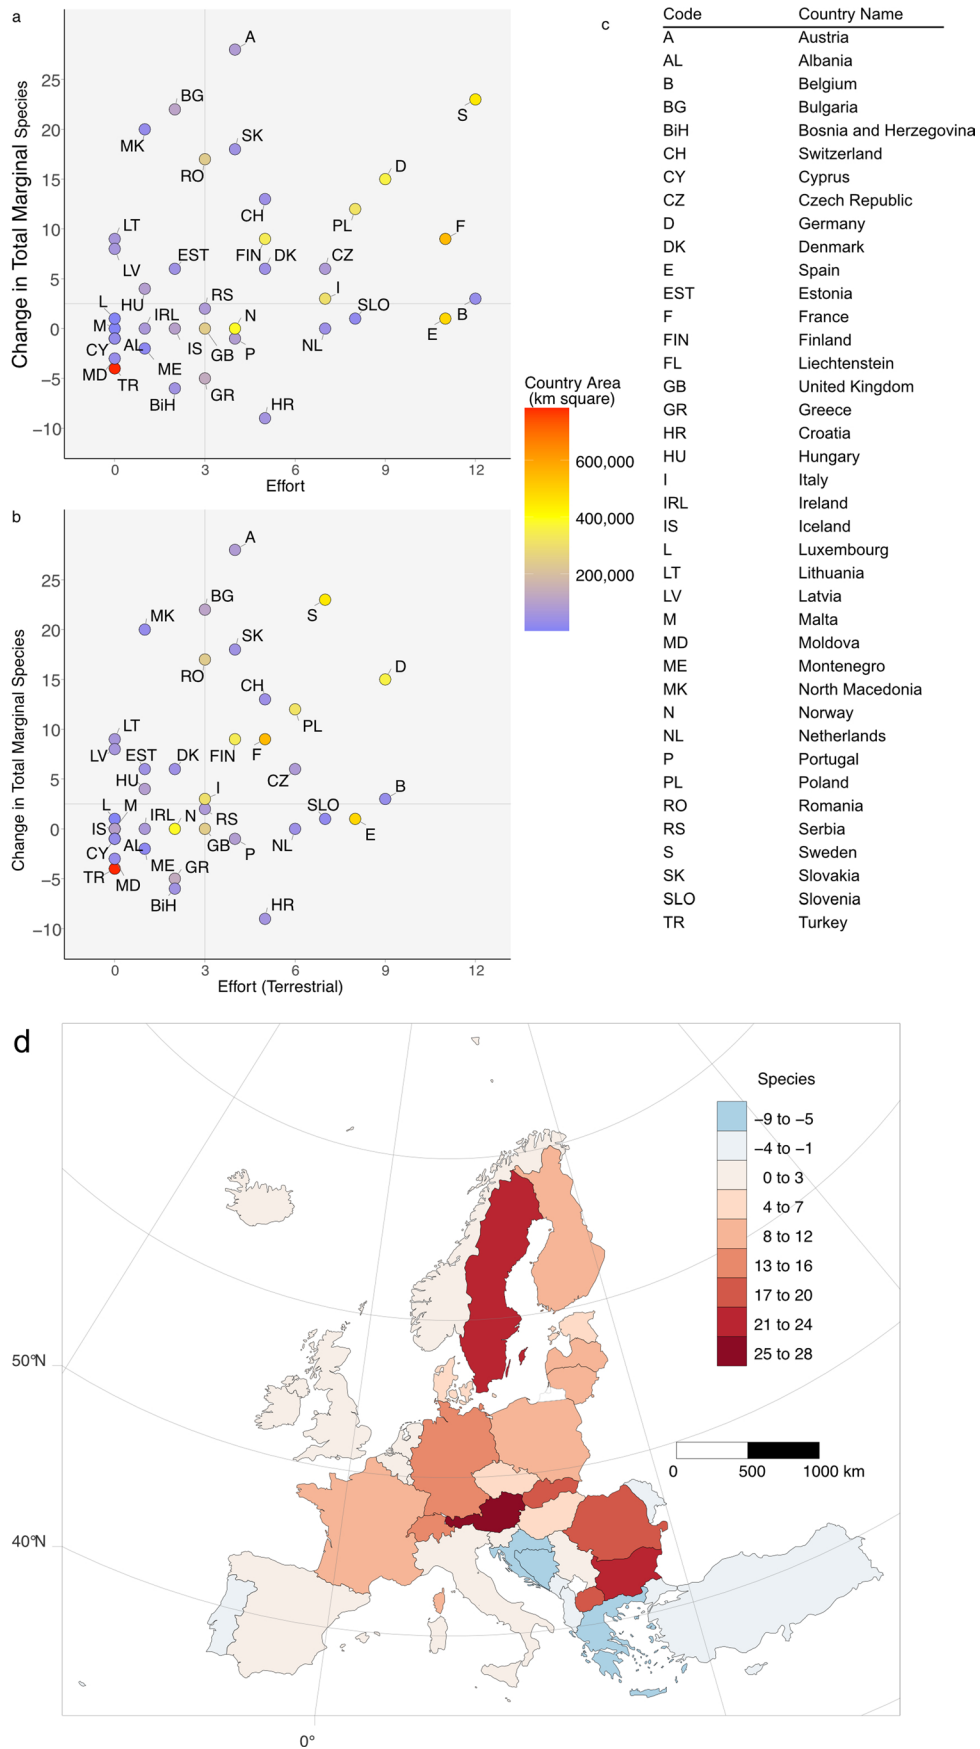 a
Change in Total Marginal Species
25
20
15
10
5
0
−5
−10
A
BG
S
MK
SK
RO
D
CH
PL
F
LT
LV
EST
FIN
DK
CZ
HU
I
L
RS
SLO
B
M
IRL
N
E
CY
AL
IS
GB
P
NL
MD
ME
TR
BiH
GR
HR
0
3
6
9
12
Effort
Country Area
(km square)
600,000
400,000
200,000
b
Change in Total Marginal Species
25
20
15
10
5
0
−5
−10
A
BG
S
MK
SK
RO
D
CH
PL
LT
LV
EST
DK
FIN
F
CZ
HU
I
B
L
M
IRL
N
RS
SLO
IS
E
CY
AL
GB
P
NL
TR
MD
ME
GR
BiH
HR
0
3
6
9
12
Effort (Terrestrial)
c
Code Country Name
A Austria
AL Albania
B Belgium
BG Bulgaria
BiH Bosnia and Herzegovina
CH Switzerland
CY Cyprus
CZ Czech Republic
D Germany
DK Denmark
E Spain
EST Estonia
F France
FIN Finland
FL Liechtenstein
GB United Kingdom
GR Greece
HR Croatia
HU Hungary
I Italy
IRL Ireland
IS Iceland
L Luxembourg
LT Lithuania
LV Latvia
M Malta
MD Moldova
ME Montenegro
MK North Macedonia
N Norway
NL Netherlands
P Portugal
PL Poland
RO Romania
RS Serbia
S Sweden
SK Slovakia
SLO Slovenia
TR Turkey
d
Species
−9 to −5
−4 to −1
0 to 3
4 to 7
8 to 12
13 to 16
17 to 20
21 to 24
25 to 28
50°N
40°N
0°
0 500 1000 km